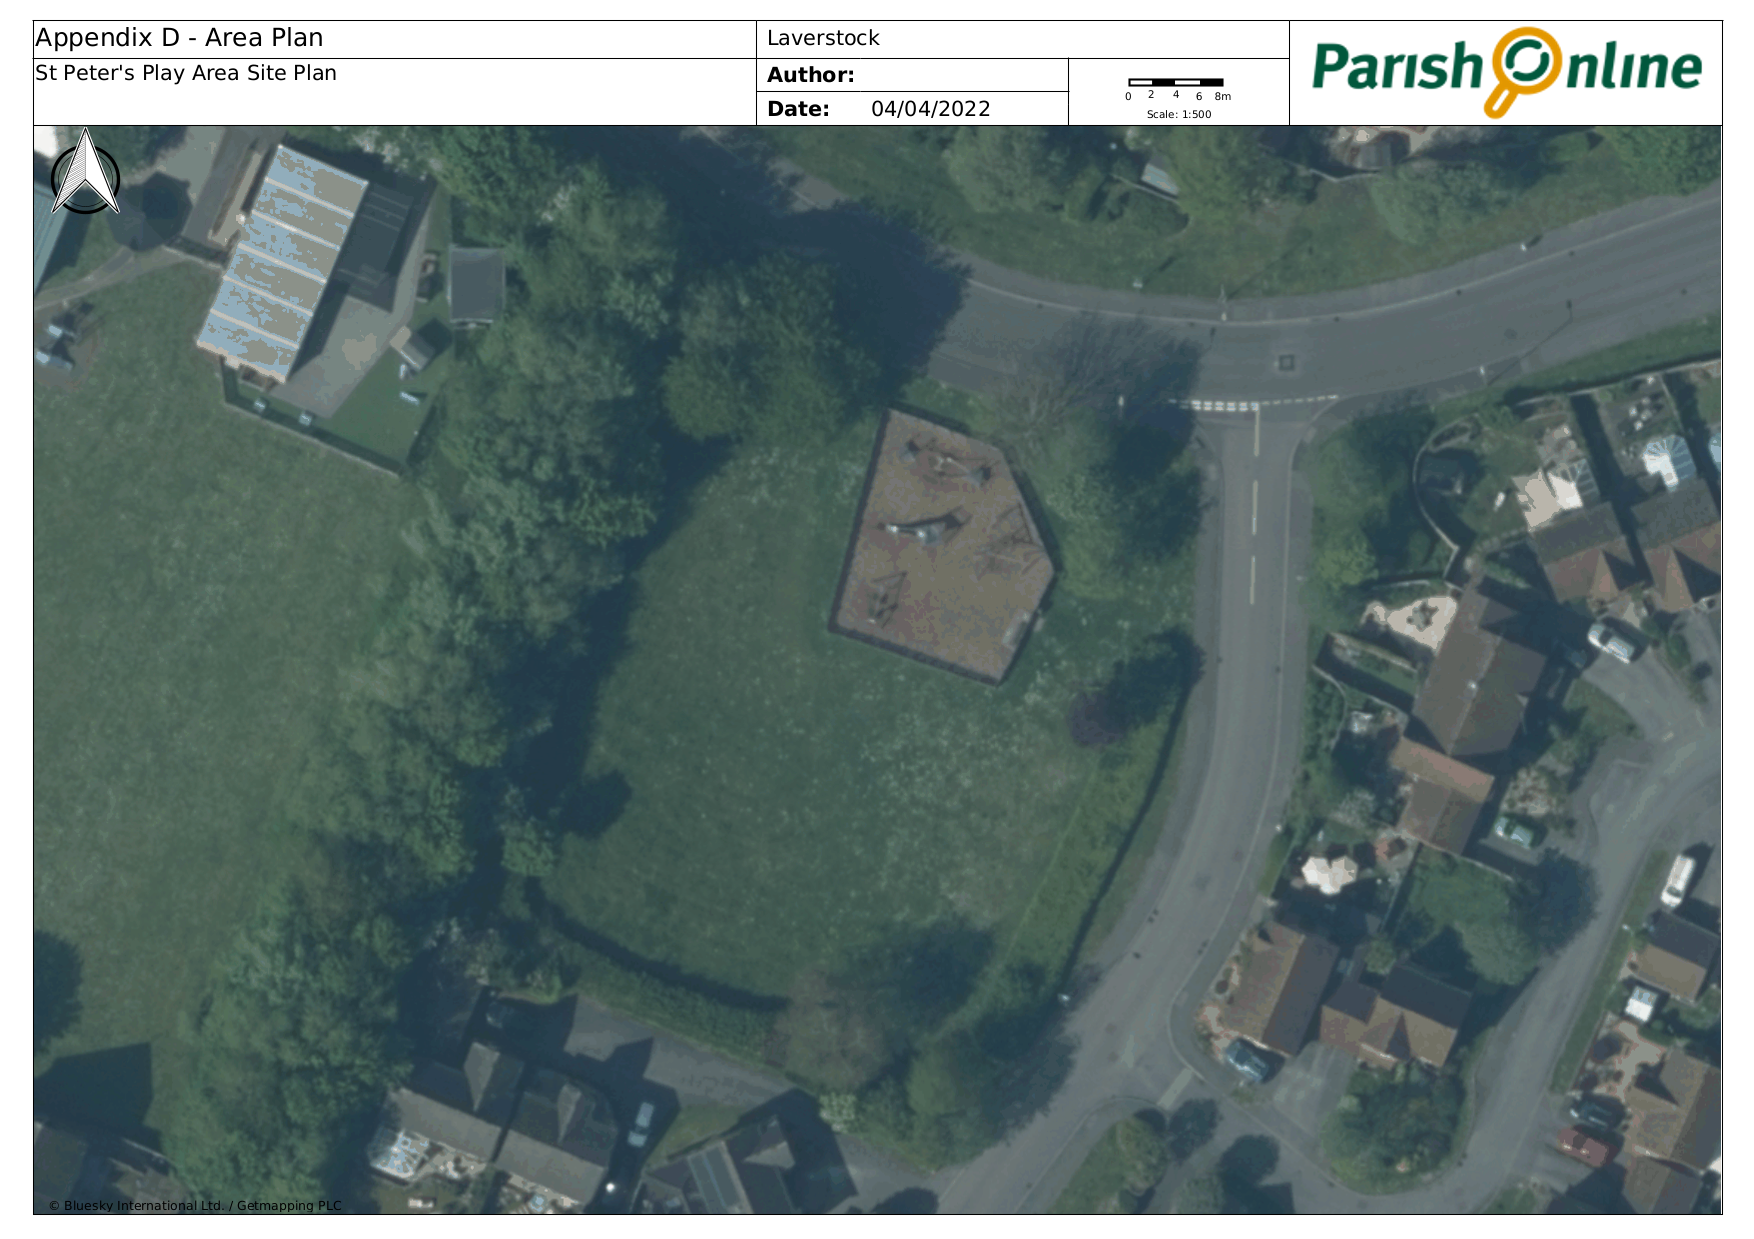 Appendix D - Area Plan
St Peter's Play Area Site Plan
Laverstock
Author:
Date: 04/04/2022
0 2 4 6 8m
Scale: 1:500
Parish Online
© Bluesky International Ltd. / Getmapping PLC